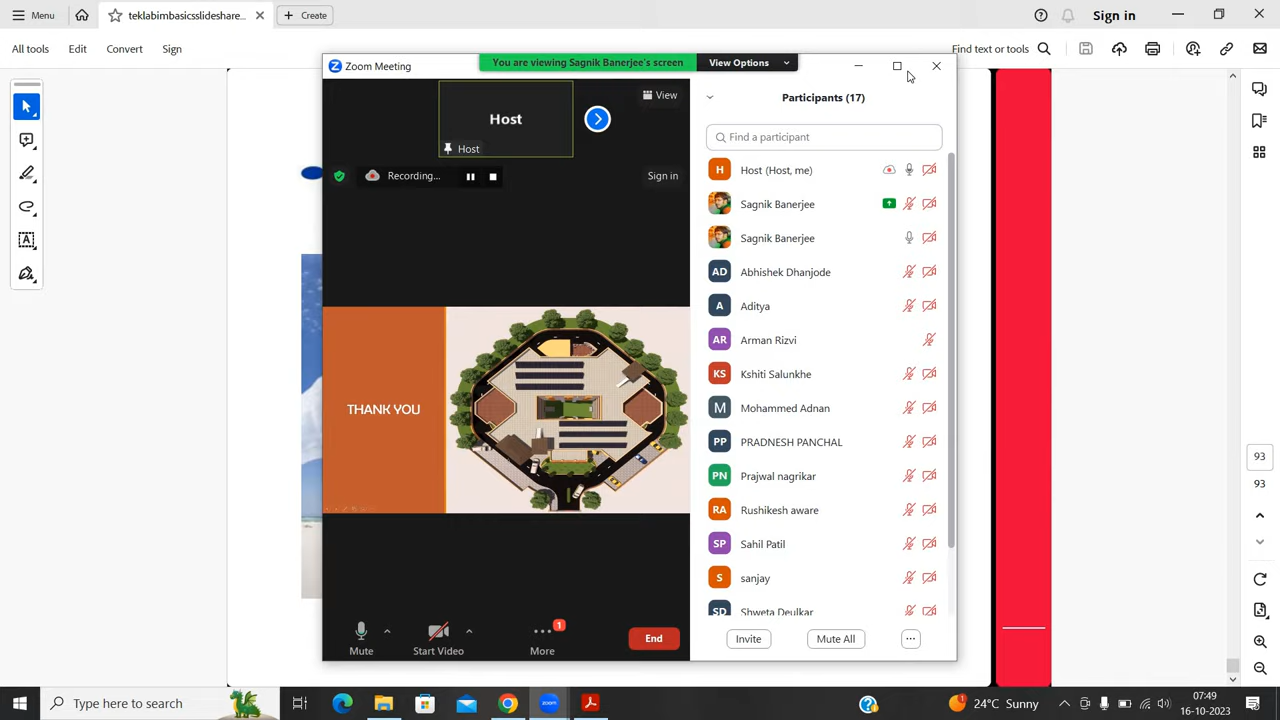 Menu
teklabimbasicsslideshare...
Create
Sign in
All tools
Edit
Convert
Sign
Find text or tools
Zoom Meeting
You are viewing Sagnik Banerjee's screen
View Options
Host
Host
View
Recording...
Sign in
THANK YOU
Mute
Start Video
More
1
End
Participants (17)
Find a participant
H
Host (Host, me)
Sagnik Banerjee
Sagnik Banerjee
AD
Abhishek Dhanjode
A
Aditya
AR
Arman Rizvi
KS
Kshiti Salunkhe
M
Mohammed Adnan
PP
PRADNESH PANCHAL
PN
Prajwal nagrikar
RA
Rushikesh aware
SP
Sahil Patil
S
sanjay
SD
Shweta Deulkar
Invite
Mute All
93
93
Type here to search
zoom
1
24°C Sunny
07:49
16-10-2023